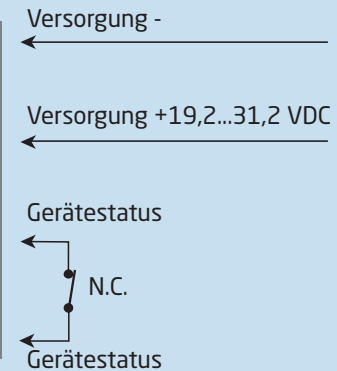 Versorgung -
Versorgung +19,2...31,2 VDC
Gerätestatus
N.C.
Gerätestatus